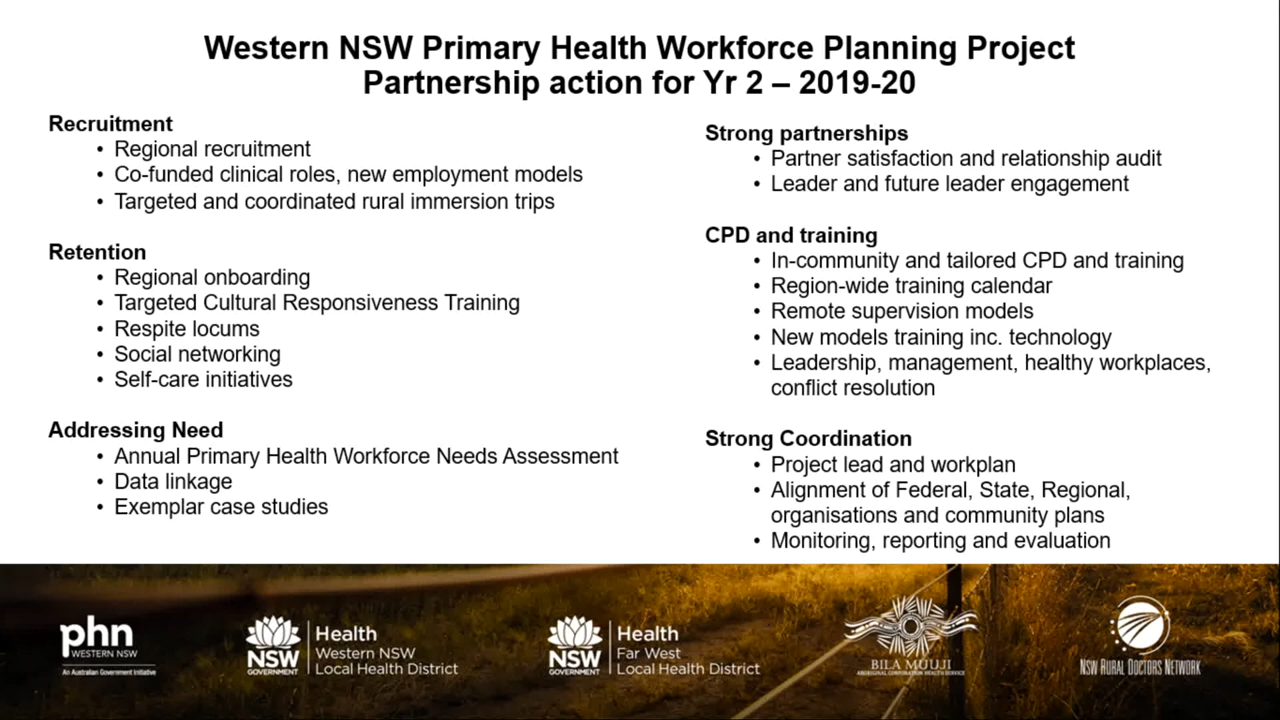 Western NSW Primary Health Workforce Planning Project
Partnership action for Yr 2 – 2019-20
Recruitment
• Regional recruitment
• Co-funded clinical roles, new employment models
• Targeted and coordinated rural immersion trips
Retention
• Regional onboarding
• Targeted Cultural Responsiveness Training
• Respite locums
• Social networking
• Self-care initiatives
Addressing Need
• Annual Primary Health Workforce Needs Assessment
• Data linkage
• Exemplar case studies
Strong partnerships
• Partner satisfaction and relationship audit
• Leader and future leader engagement
CPD and training
• In-community and tailored CPD and training
• Region-wide training calendar
• Remote supervision models
• New models training inc. technology
• Leadership, management, healthy workplaces,
conflict resolution
Strong Coordination
• Project lead and workplan
• Alignment of Federal, State, Regional,
organisations and community plans
• Monitoring, reporting and evaluation
phn
WESTERN NSW
An Australian Government Initiative
NSW
GOVERNMENT
Health
Western NSW
Local Health District
NSW
GOVERNMENT
Health
Far West
Local Health District
BILA MUUJI
ABORIGINAL CORPORATION HEALTH SERVICE
NSW RURAL DOCTORS NETWORK